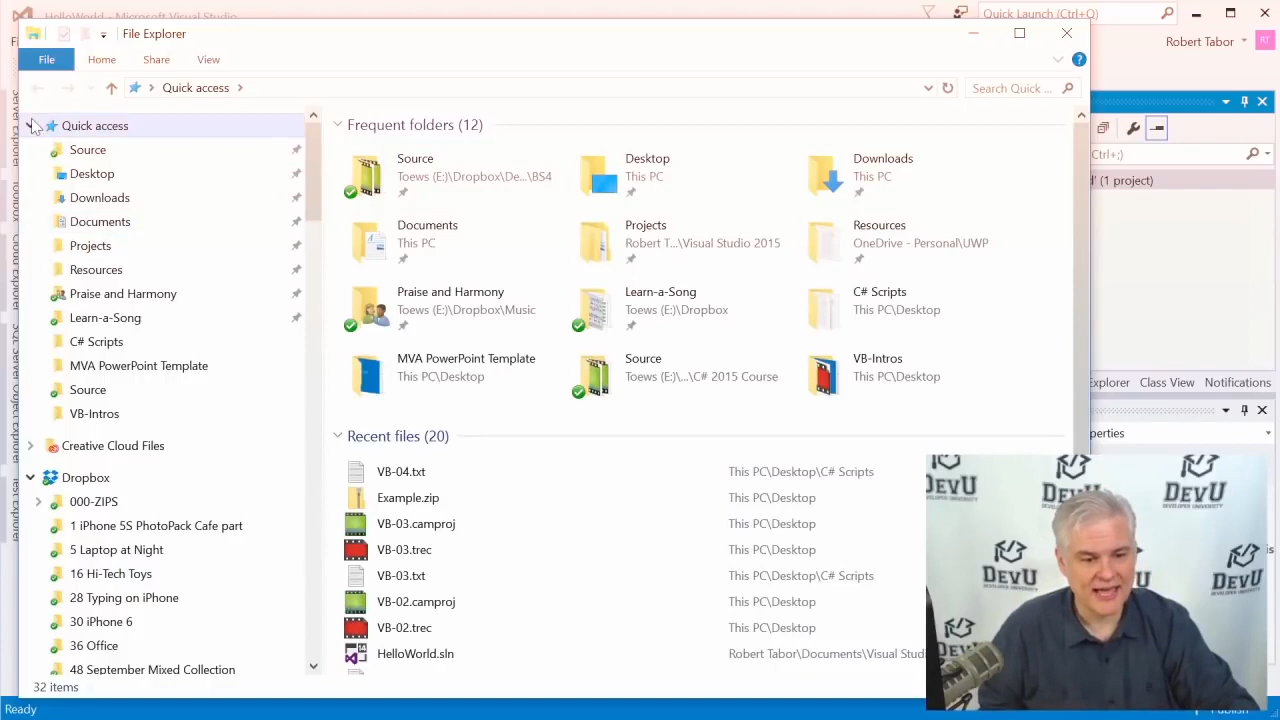 HelloWorld - Microsoft Visual Studio
Quick Launch (Ctrl+Q)
File Explorer
Robert Tabor
RT
File
Home
Share
View
Quick access
Search Quick ...
Quick access
Source
Desktop
Downloads
Documents
Projects
Resources
Praise and Harmony
Learn-a-Song
C# Scripts
MVA PowerPoint Template
Source
VB-Intros
Creative Cloud Files
Dropbox
000-ZIPS
1 iPhone 5S PhotoPack Cafe part
5 Laptop at Night
16 Hi-Tech Toys
28 Typing on iPhone
30 iPhone 6
36 Office
48 September Mixed Collection
32 items
Frequent folders (12)
Source
Toews (E:)\Dropbox\De...\BS4
Desktop
This PC
Downloads
This PC
Documents
This PC
Projects
Robert T...\Visual Studio 2015
Resources
OneDrive - Personal\UWP
Praise and Harmony
Toews (E:)\Dropbox\Music
Learn-a-Song
Toews (E:)\Dropbox
C# Scripts
This PC\Desktop
MVA PowerPoint Template
This PC\Desktop
Source
Toews (E:)\...\C# 2015 Course
VB-Intros
This PC\Desktop
Recent files (20)
VB-04.txt
This PC\Desktop\C# Scripts
Example.zip
This PC\Desktop
VB-03.camproj
This PC\Desktop
VB-03.trec
This PC\Desktop
VB-03.txt
This PC\Desktop\C# Scripts
VB-02.camproj
This PC\Desktop
VB-02.trec
This PC\Desktop
HelloWorld.sln
Robert Tabor\Documents\Visual Studi
Ctrl+;)
d' (1 project)
Explorer
Class View
Notifications
perties
DEVU
DEVELOPER UNIVERSITY
DEVU
DEVU
DEVU
DEVU
Ready
Publish